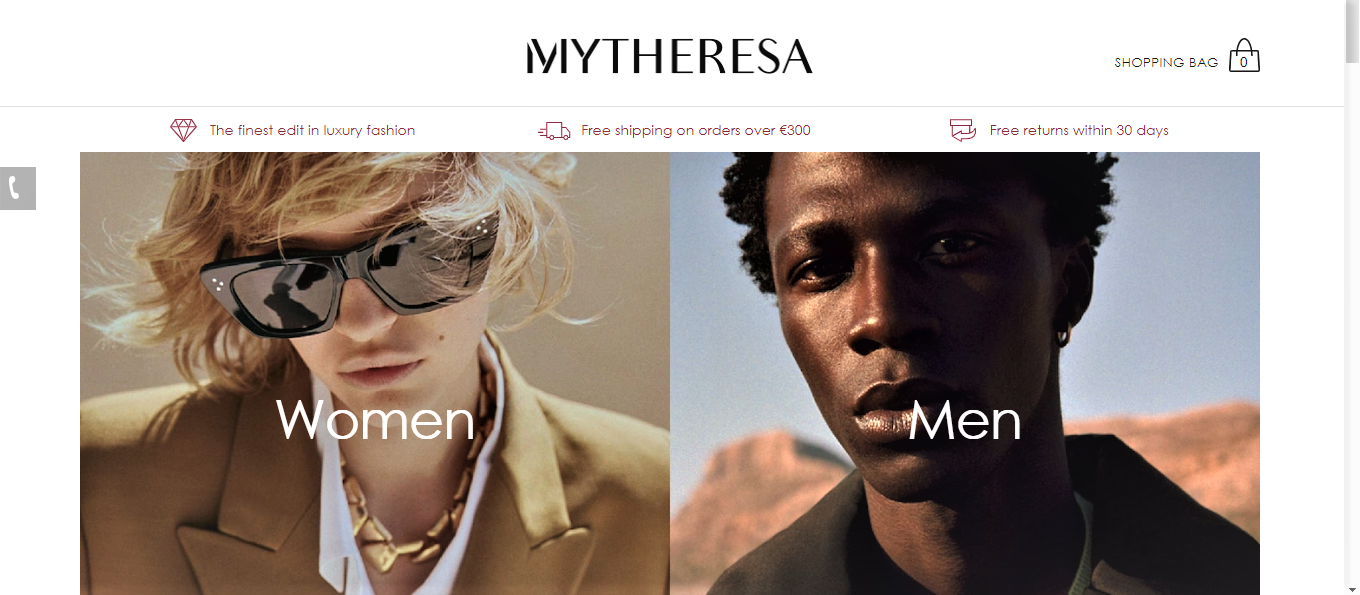 MYTHERESA
SHOPPING BAG 0
The finest edit in luxury fashion
Free shipping on orders over €300
Free returns within 30 days
Women
Men